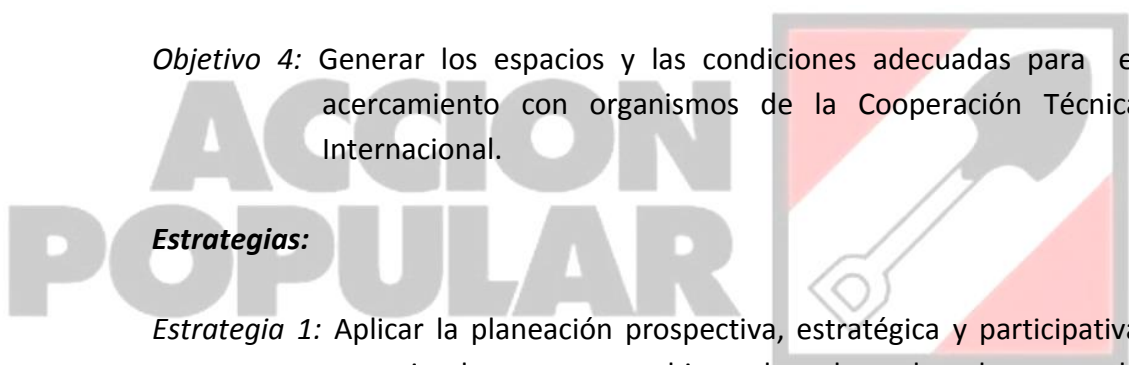 Objetivo 4: Generar los espacios y las condiciones adecuadas para e
acercamiento con organismos de la Cooperación Técnica
Internacional.
ACCION
POPULAR
Estrategias:
Estrategia 1: Aplicar la planeación prospectiva, estratégica y participativa